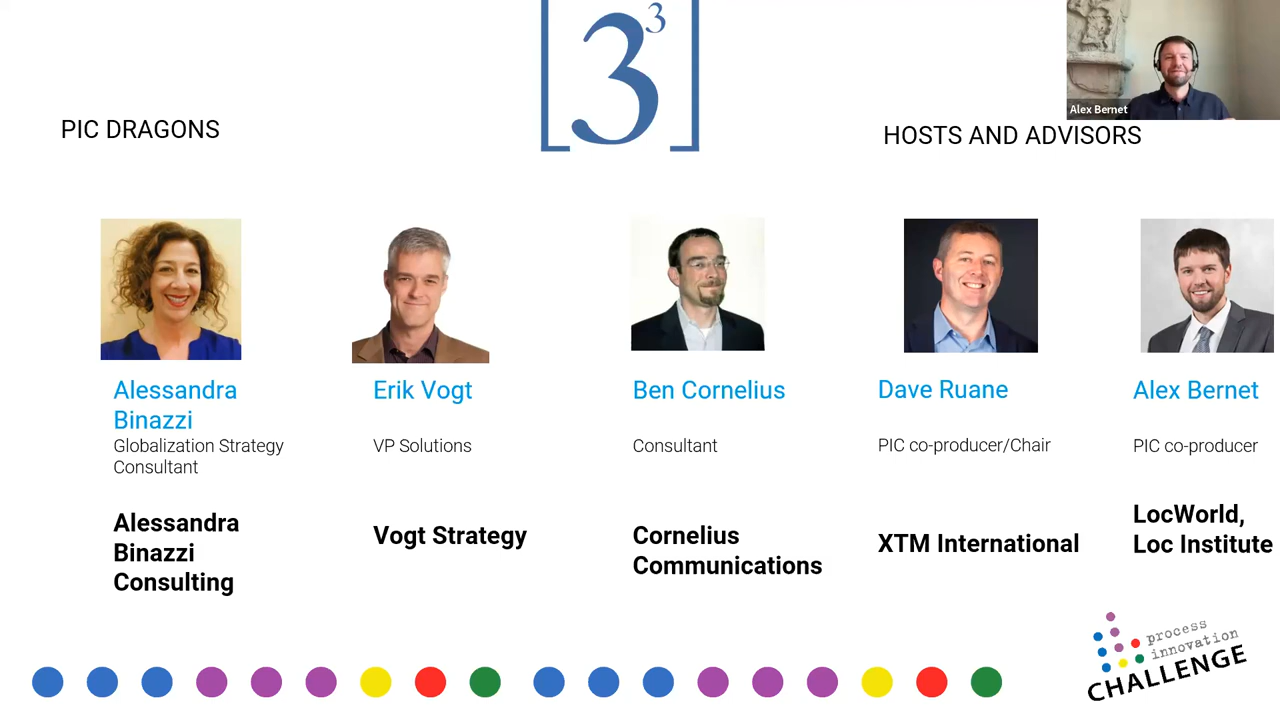 3 3
Alex Bernet
PIC DRAGONS
HOSTS AND ADVISORS
Alessandra
Binazzi
Globalization Strategy
Consultant
Alessandra
Binazzi
Consulting
Erik Vogt
VP Solutions
Vogt Strategy
Ben Cornelius
Consultant
Cornelius
Communications
Dave Ruane
PIC co-producer/Chair
XTM International
Alex Bernet
PIC co-producer
LocWorld,
Loc Institute
process
innovation
CHALLENGE